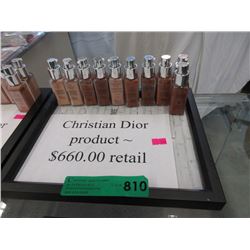 Christian Dior
product ~
$660.00 retail
810